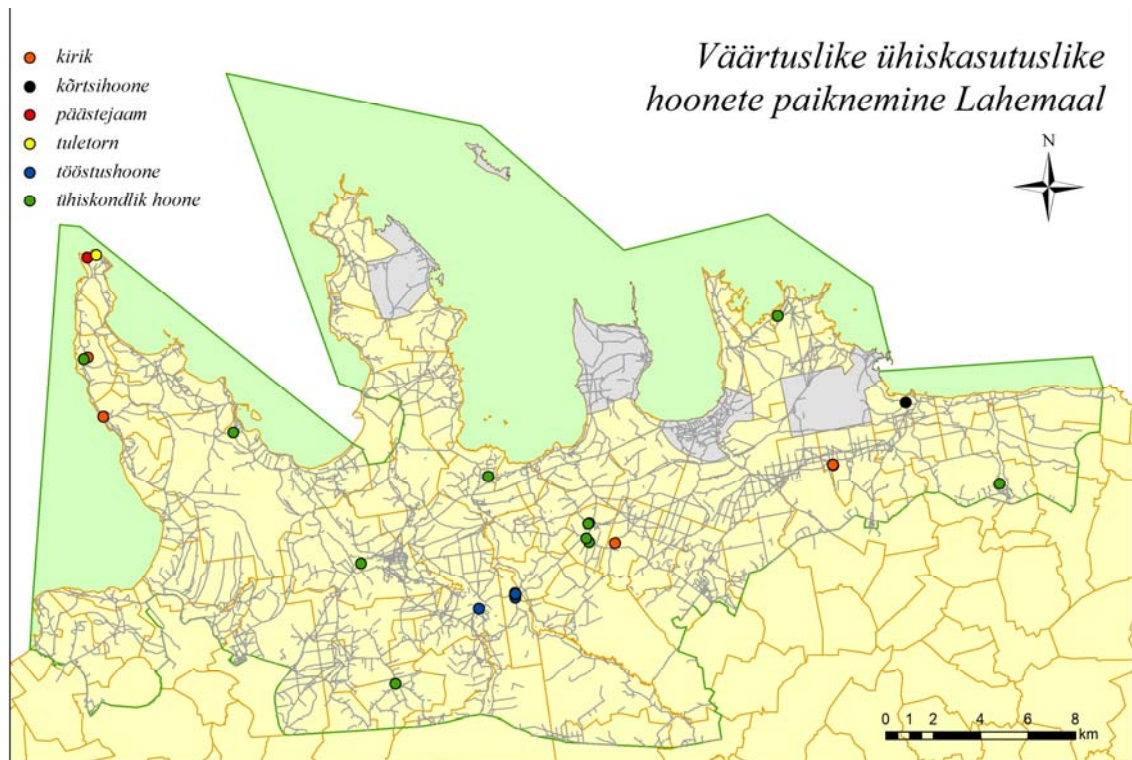 Väärtuslike ühiskasutuslike
hoonete paiknemine Lahemaal
kirik
kõrtsihoone
päästejaam
tuletorn
tööstushoone
ühiskondlik hoone
N
0 1 2 4 6 8
km